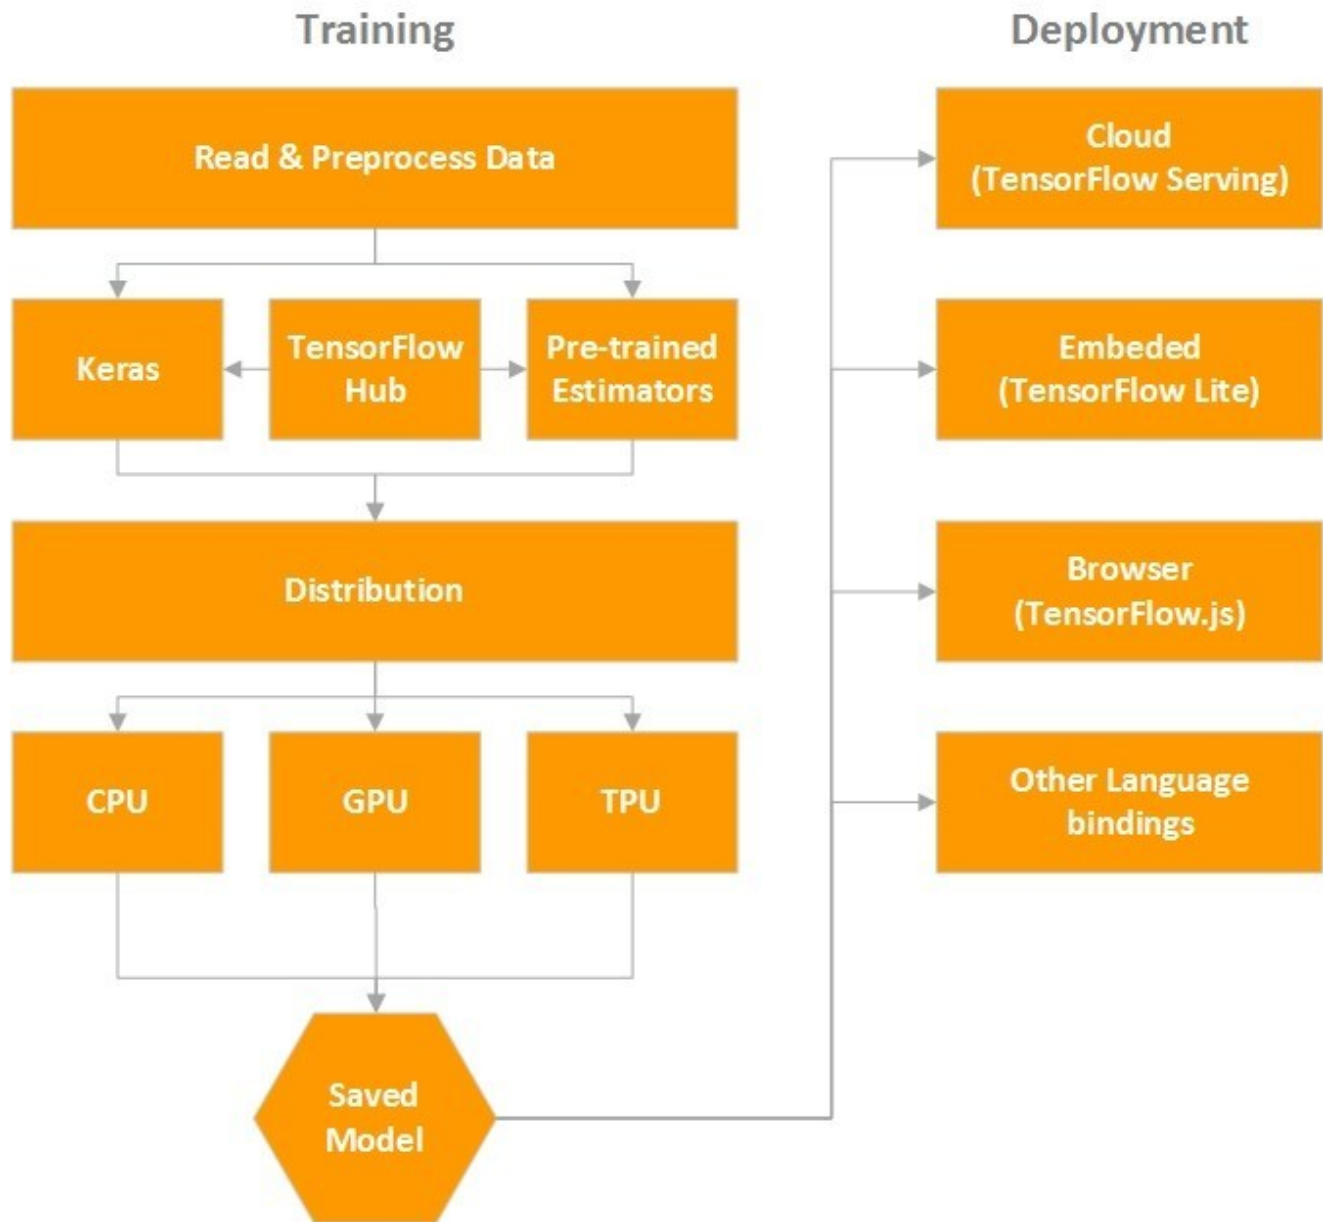 Training
Read & Preprocess Data
Keras
TensorFlow
Hub
Pre-trained
Estimators
Distribution
CPU
GPU
TPU
Saved
Model
Deployment
Cloud
(TensorFlow Serving)
Embeded
(TensorFlow Lite)
Browser
(TensorFlow.js)
Other Language
bindings